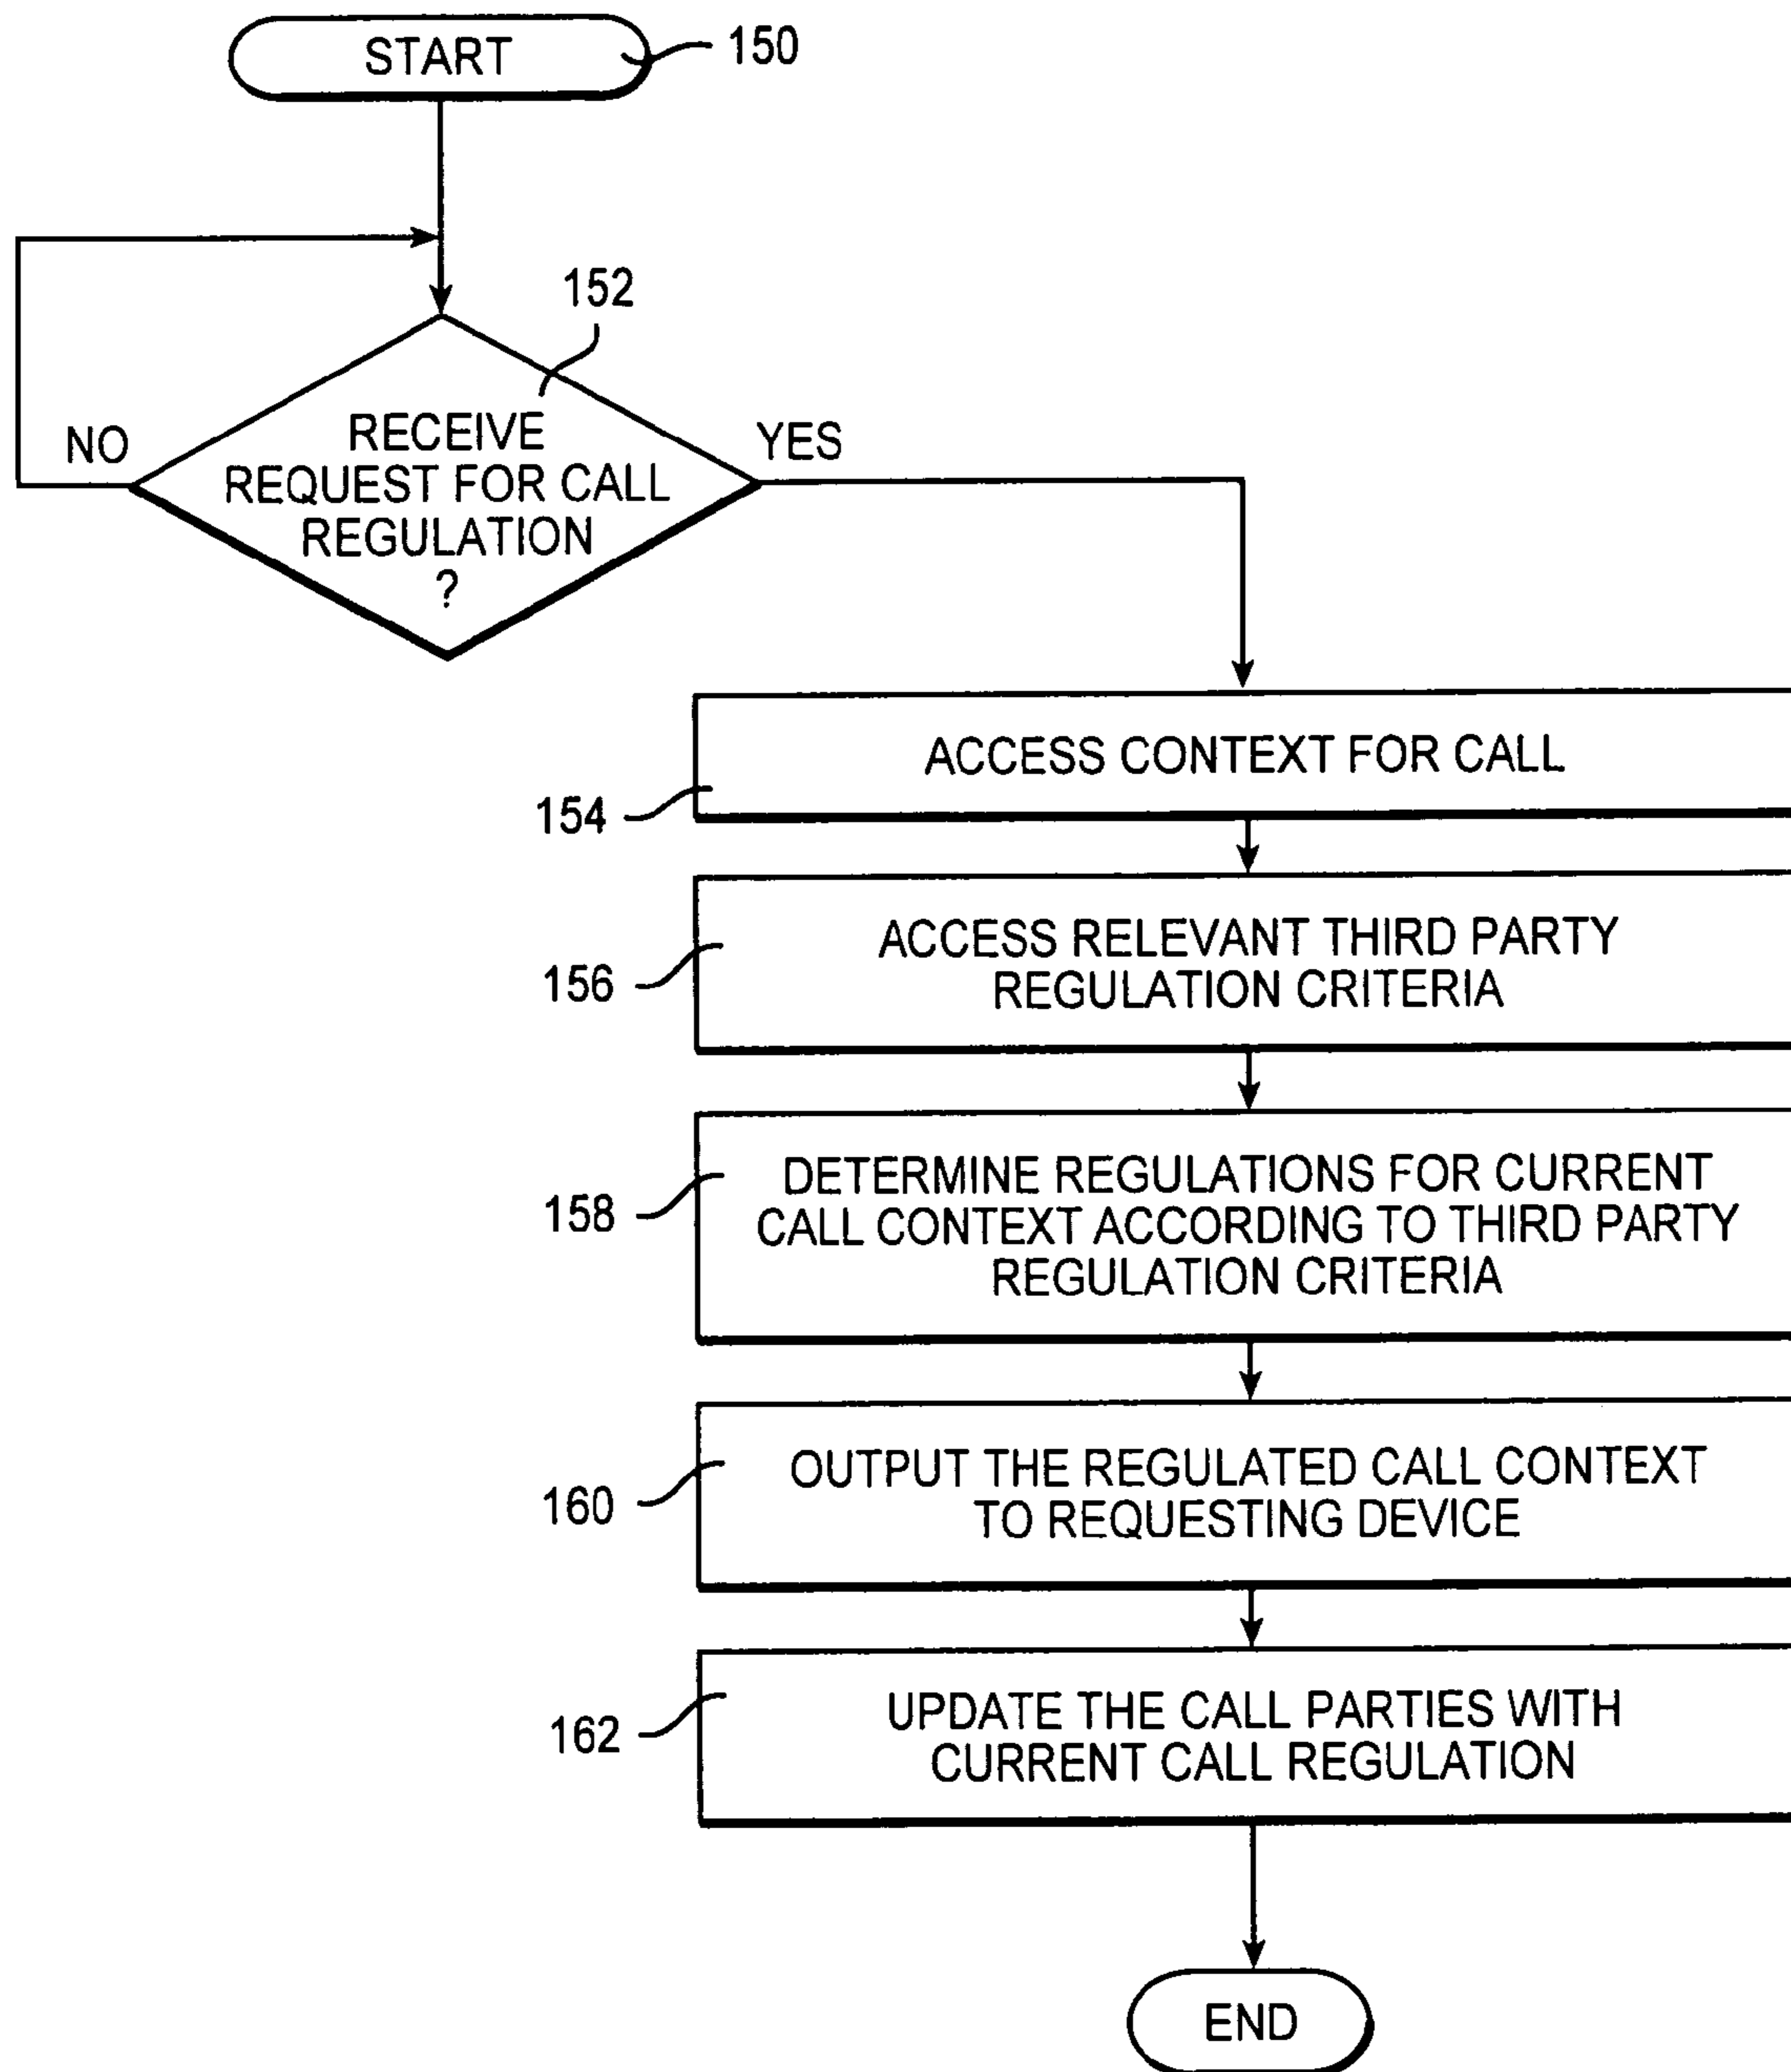 START
150
152
NO
YES
RECEIVE
REQUEST FOR CALL
REGULATION
?
ACCESS CONTEXT FOR CALL
154
ACCESS RELEVANT THIRD PARTY
REGULATION CRITERIA
156
DETERMINE REGULATIONS FOR CURRENT
CALL CONTEXT ACCORDING TO THIRD PARTY
REGULATION CRITERIA
158
OUTPUT THE REGULATED CALL CONTEXT
TO REQUESTING DEVICE
160
UPDATE THE CALL PARTIES WITH
CURRENT CALL REGULATION
162
END